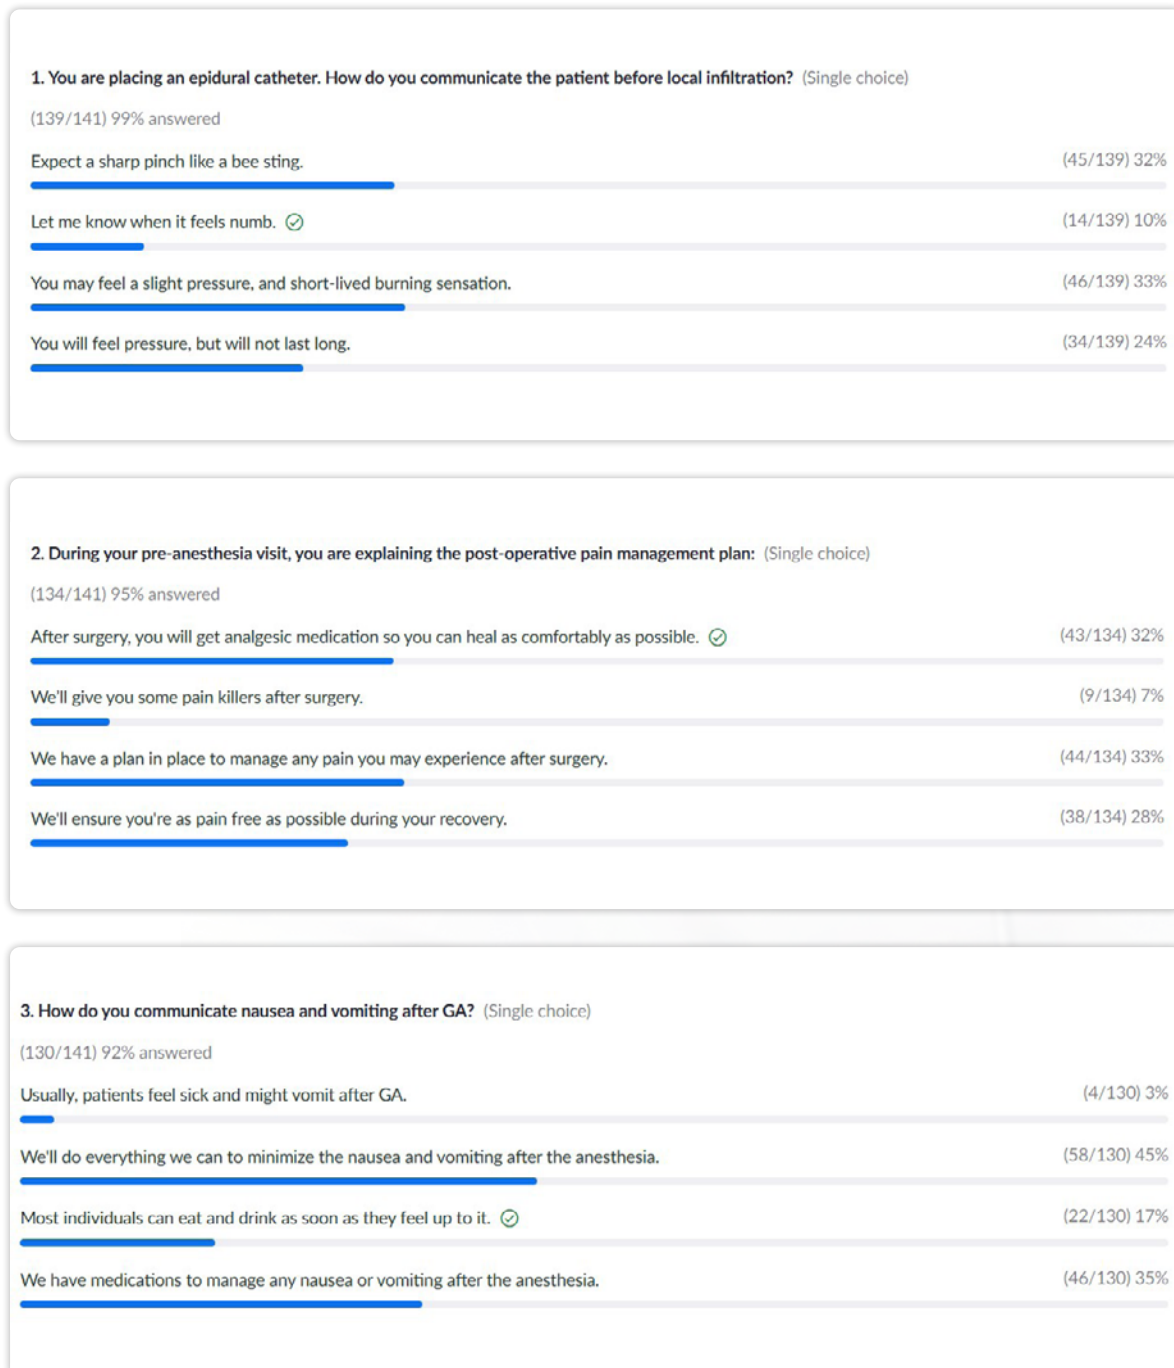 1. You are placing an epidural catheter. How do you communicate the patient before local infiltration? (Single choice)
(139/141) 99% answered
Expect a sharp pinch like a bee sting. (45/139) 32%
Let me know when it feels numb. (14/139) 10%
You may feel a slight pressure, and short-lived burning sensation. (46/139) 33%
You will feel pressure, but will not last long. (34/139) 24%
2. During your pre-anesthesia visit, you are explaining the post-operative pain management plan: (Single choice)
(134/141) 95% answered
After surgery, you will get analgesic medication so you can heal as comfortably as possible. (43/134) 32%
We'll give you some pain killers after surgery. (9/134) 7%
We have a plan in place to manage any pain you may experience after surgery. (44/134) 33%
We'll ensure you're as pain free as possible during your recovery. (38/134) 28%
3. How do you communicate nausea and vomiting after GA? (Single choice)
(130/141) 92% answered
Usually, patients feel sick and might vomit after GA. (4/130) 3%
We'll do everything we can to minimize the nausea and vomiting after the anesthesia. (58/130) 45%
Most individuals can eat and drink as soon as they feel up to it. (22/130) 17%
We have medications to manage any nausea or vomiting after the anesthesia. (46/130) 35%